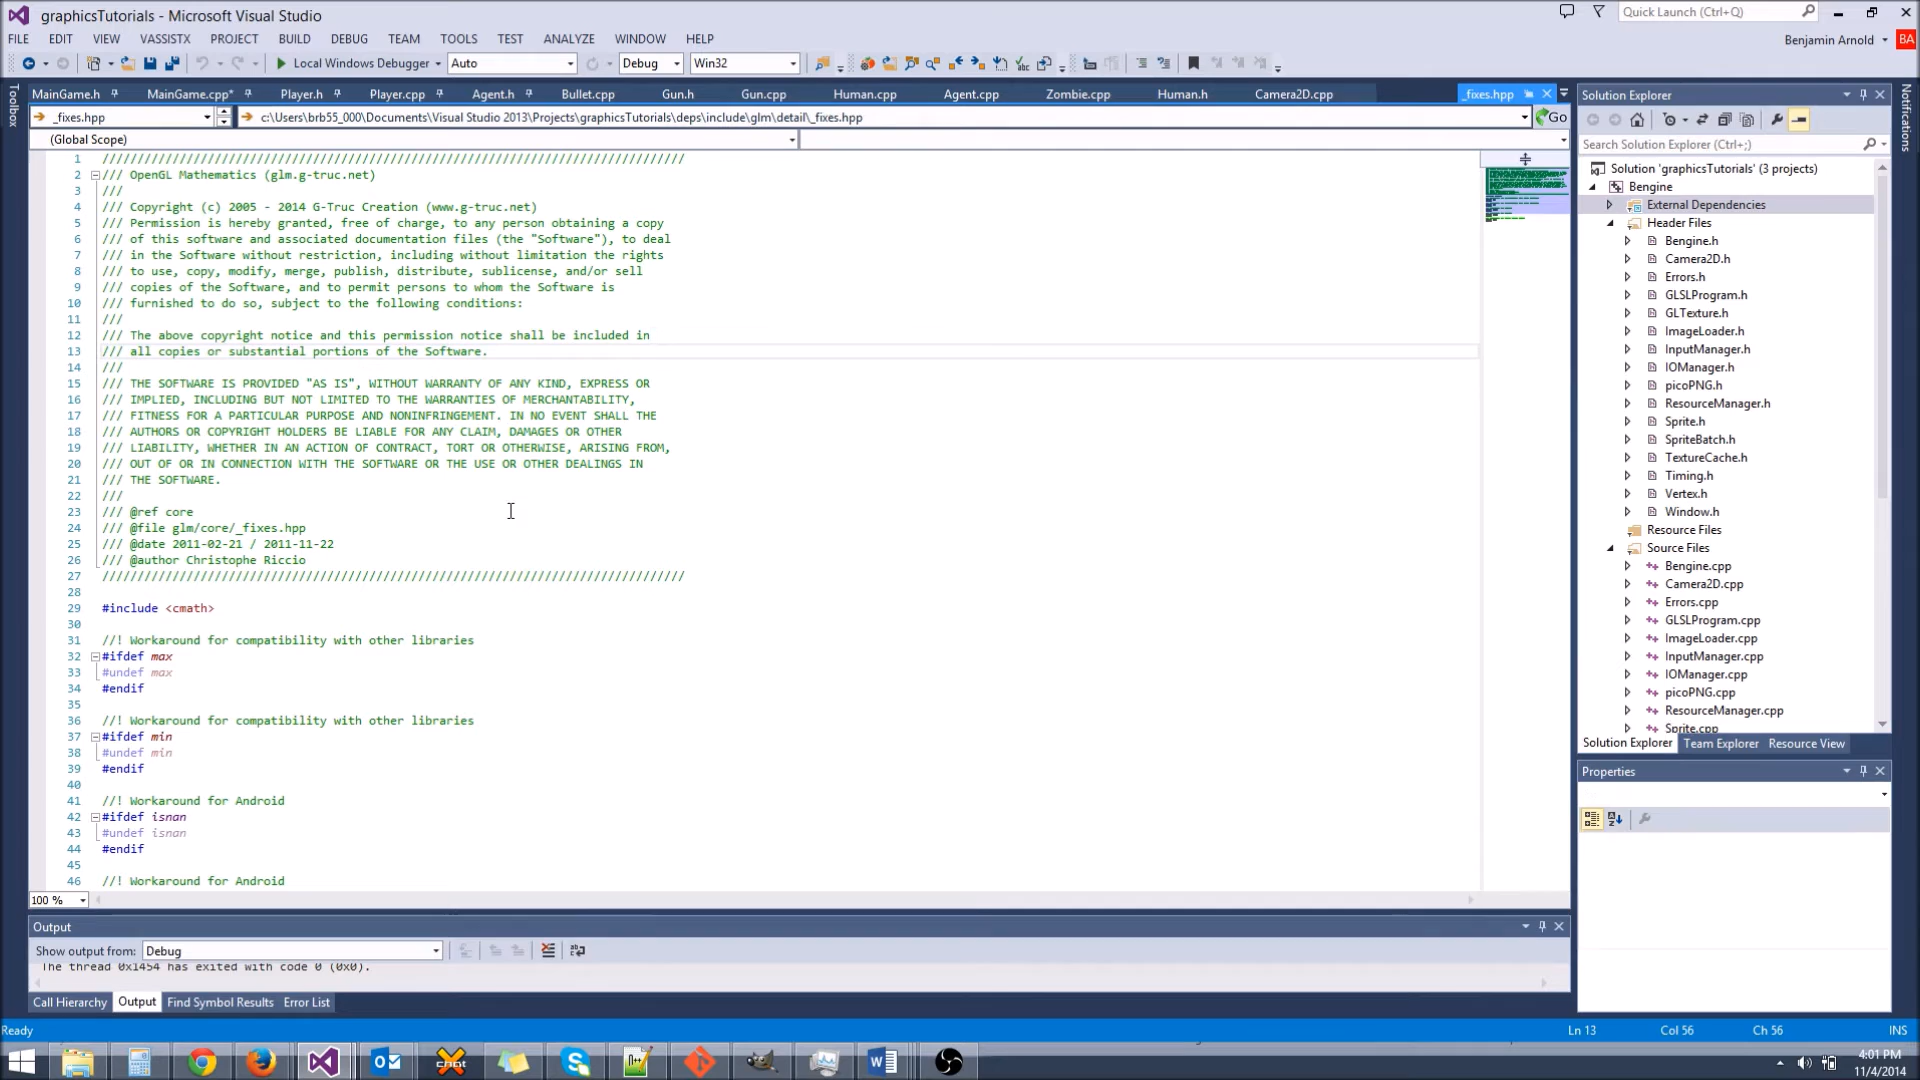 graphicsTutorials - Microsoft Visual Studio
Quick Launch (Ctrl+Q)
FILE EDIT VIEW VASSISTX PROJECT BUILD DEBUG TEAM TOOLS TEST ANALYZE WINDOW HELP
Benjamin Arnold BA
Local Windows Debugger Auto Debug Win32
MainGame.h MainGame.cpp* Player.h Player.cpp Agent.h Bullet.cpp Gun.h Gun.cpp Human.cpp Agent.cpp Zombie.cpp Human.h Camera2D.cpp _fixes.hpp
_fixes.hpp c:\Users\brb55_000\Documents\Visual Studio 2013\Projects\graphicsTutorials\deps\include\glm\detail\_fixes.hpp Go
(Global Scope)
1 ///////////////////////////////////////////////////////////////////////////////////
2 /// OpenGL Mathematics (glm.g-truc.net)
3 ///
4 /// Copyright (c) 2005 - 2014 G-Truc Creation (www.g-truc.net)
5 /// Permission is hereby granted, free of charge, to any person obtaining a copy
6 /// of this software and associated documentation files (the "Software"), to deal
7 /// in the Software without restriction, including without limitation the rights
8 /// to use, copy, modify, merge, publish, distribute, sublicense, and/or sell
9 /// copies of the Software, and to permit persons to whom the Software is
10 /// furnished to do so, subject to the following conditions:
11 ///
12 /// The above copyright notice and this permission notice shall be included in
13 /// all copies or substantial portions of the Software.
14 ///
15 /// THE SOFTWARE IS PROVIDED "AS IS", WITHOUT WARRANTY OF ANY KIND, EXPRESS OR
16 /// IMPLIED, INCLUDING BUT NOT LIMITED TO THE WARRANTIES OF MERCHANTABILITY,
17 /// FITNESS FOR A PARTICULAR PURPOSE AND NONINFRINGEMENT. IN NO EVENT SHALL THE
18 /// AUTHORS OR COPYRIGHT HOLDERS BE LIABLE FOR ANY CLAIM, DAMAGES OR OTHER
19 /// LIABILITY, WHETHER IN AN ACTION OF CONTRACT, TORT OR OTHERWISE, ARISING FROM,
20 /// OUT OF OR IN CONNECTION WITH THE SOFTWARE OR THE USE OR OTHER DEALINGS IN
21 /// THE SOFTWARE.
22 ///
23 /// @ref core
24 /// @file glm/core/_fixes.hpp
25 /// @date 2011-02-21 / 2011-11-22
26 /// @author Christophe Riccio
27 ///////////////////////////////////////////////////////////////////////////////////
28
29 #include <cmath>
30
31 //! Workaround for compatibility with other libraries
32 #ifdef max
33 #undef max
34 #endif
35
36 //! Workaround for compatibility with other libraries
37 #ifdef min
38 #undef min
39 #endif
40
41 //! Workaround for Android
42 #ifdef isnan
43 #undef isnan
44 #endif
45
46 //! Workaround for Android
100 %
Output
Show output from: Debug
The thread 0x1454 has exited with code 0 (0x0).
Call Hierarchy Output Find Symbol Results Error List
Toolbox
Solution Explorer
Search Solution Explorer (Ctrl+;)
Solution 'graphicsTutorials' (3 projects)
Bengine
External Dependencies
Header Files
Bengine.h
Camera2D.h
Errors.h
GLSLProgram.h
GLTexture.h
ImageLoader.h
InputManager.h
IOManager.h
picoPNG.h
ResourceManager.h
Sprite.h
SpriteBatch.h
TextureCache.h
Timing.h
Vertex.h
Window.h
Resource Files
Source Files
Bengine.cpp
Camera2D.cpp
Errors.cpp
GLSLProgram.cpp
ImageLoader.cpp
InputManager.cpp
IOManager.cpp
picoPNG.cpp
ResourceManager.cpp
Sprite.cpp
Solution Explorer Team Explorer Resource View
Properties
Notifications
Ready Ln 13 Col 56 Ch 56 INS
4:01 PM
11/4/2014